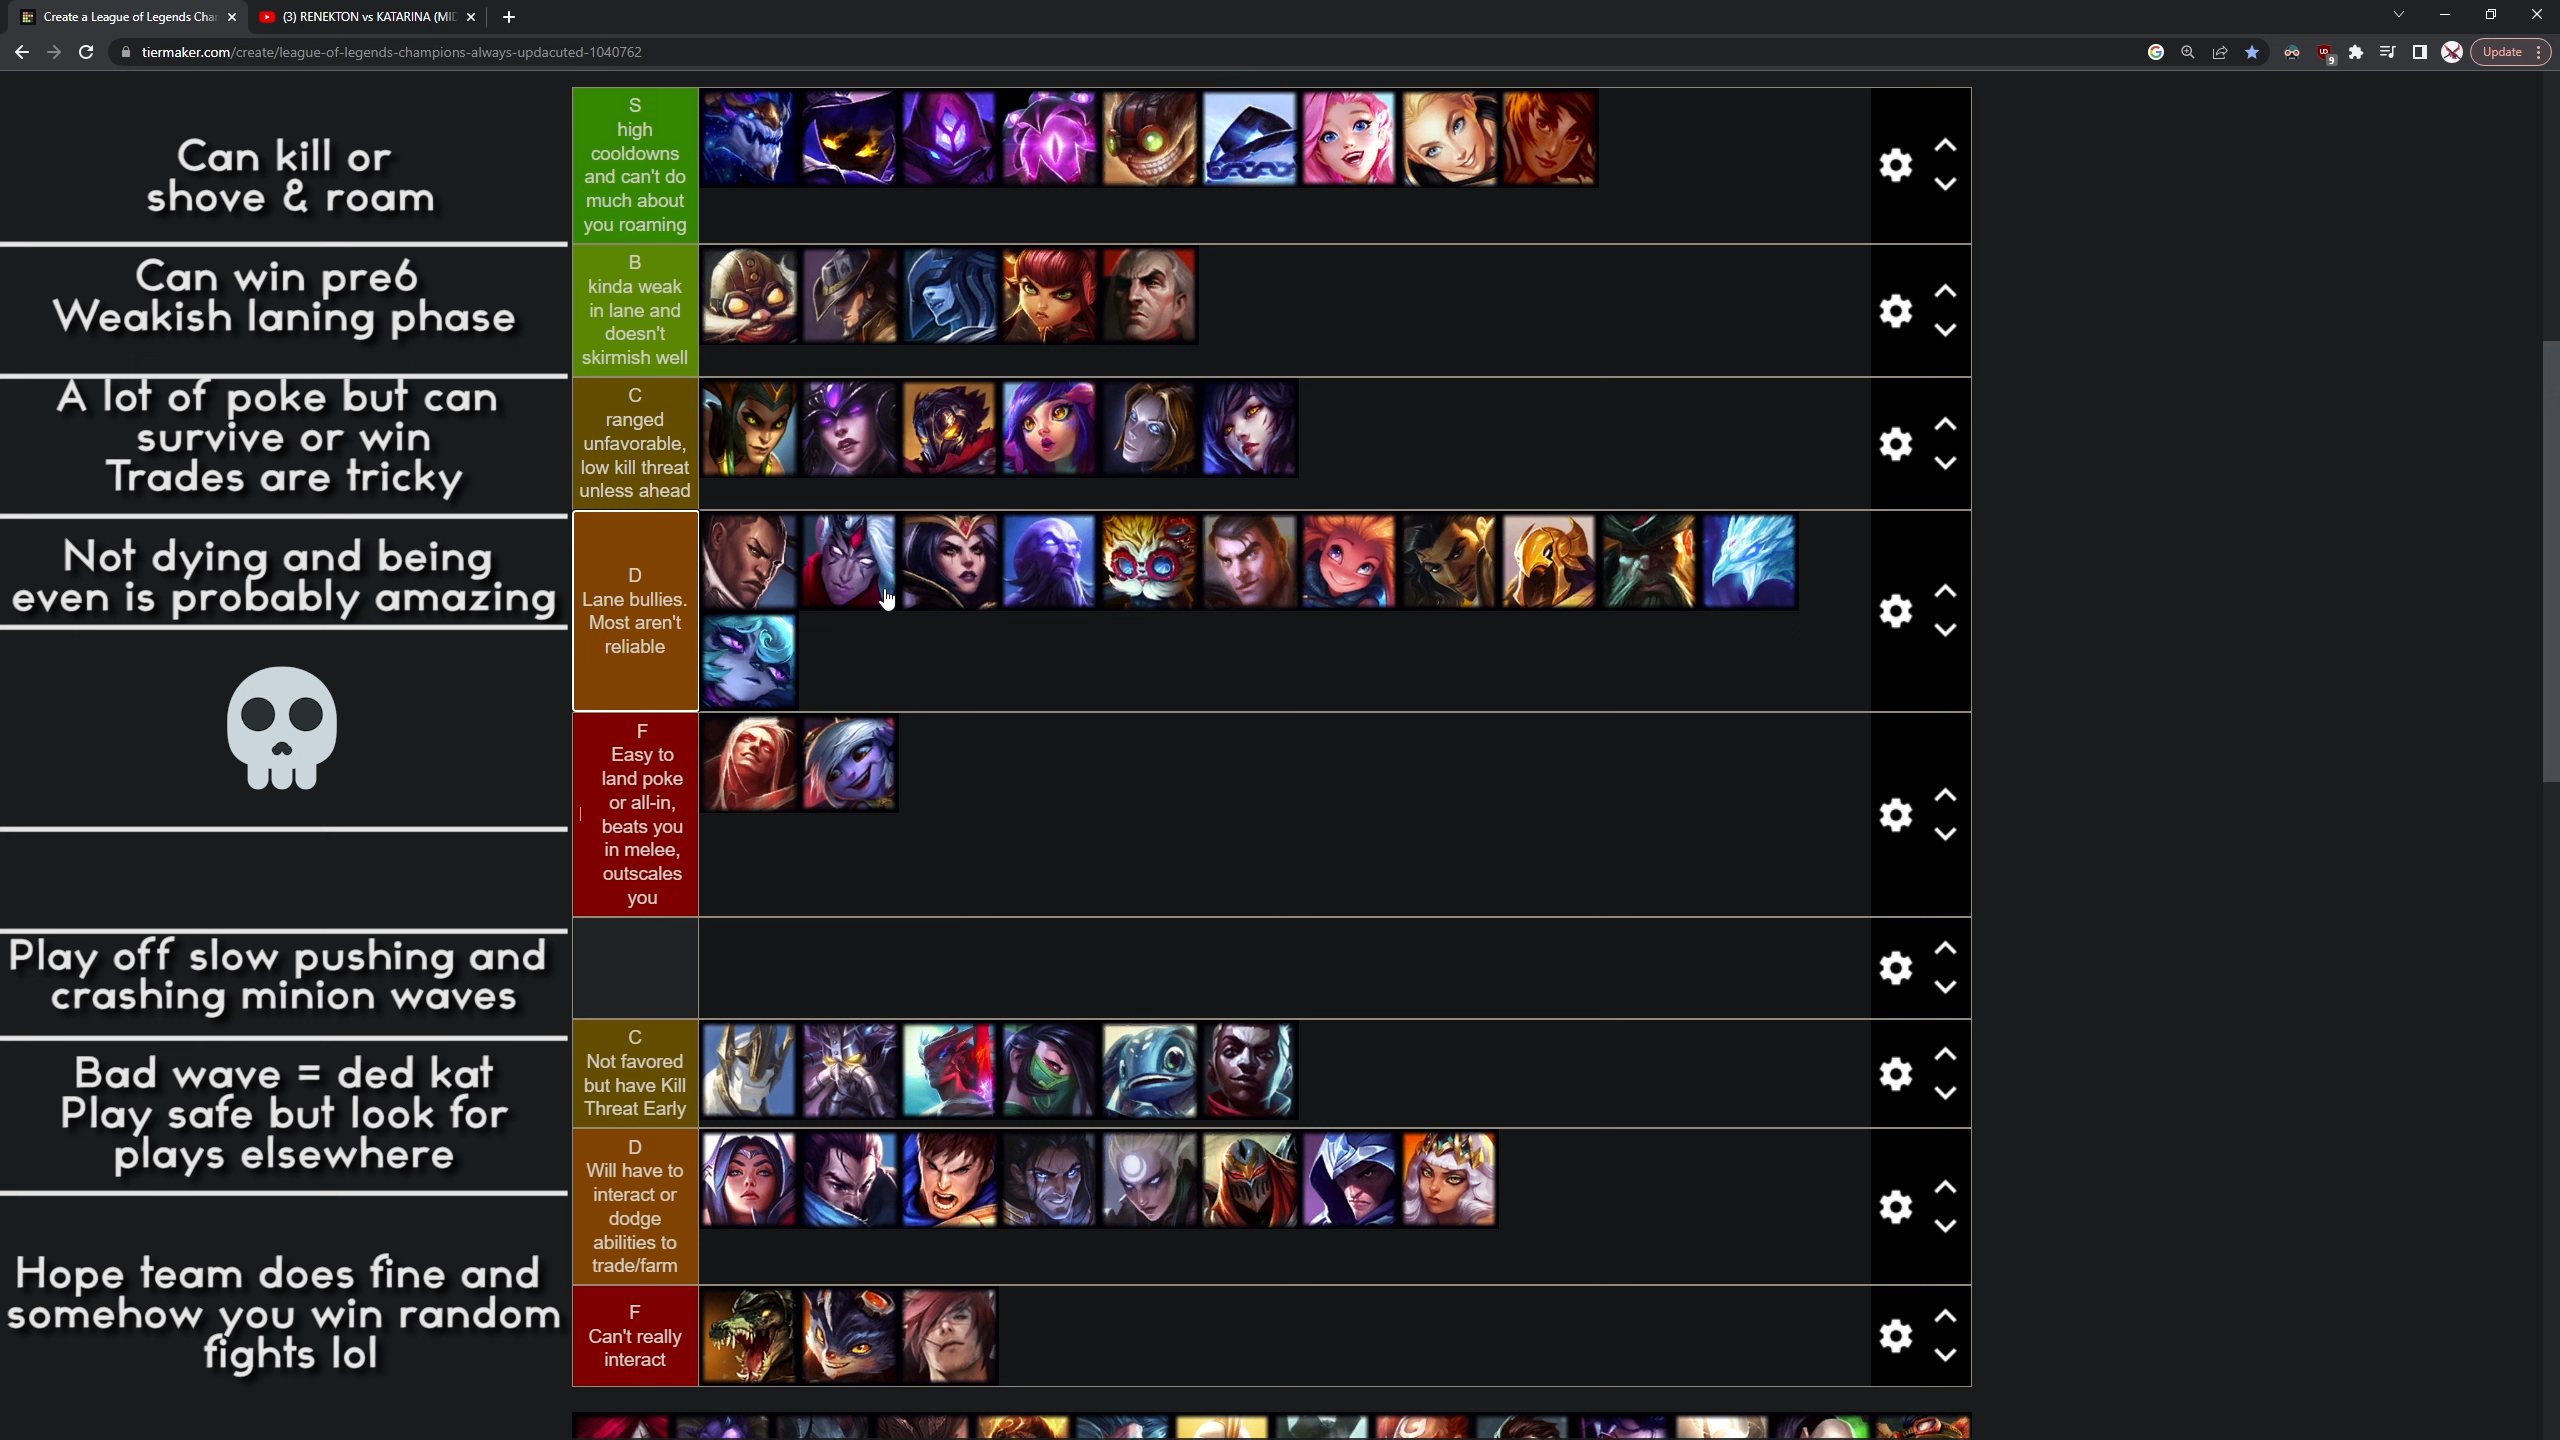 Create a League of Legends Char
(3) RENEKTON vs KATARINA (MID
tiermaker.com/create/league-of-legends-champions-always-updacuted-1040762
9
Update
Can kill or
shove & roam
S
high
cooldowns
and can't do
much about
you roaming
Can win pre6
Weakish laning phase
B
kinda weak
in lane and
doesn't
skirmish well
A lot of poke but can
survive or win
Trades are tricky
C
ranged
unfavorable,
low kill threat
unless ahead
Not dying and being
even is probably amazing
D
Lane bullies.
Most aren't
reliable
F
Easy to
land poke
or all-in,
beats you
in melee,
outscales
you
Play off slow pushing and
crashing minion waves
C
Not favored
but have Kill
Threat Early
Bad wave = ded kat
Play safe but look for
plays elsewhere
D
Will have to
interact or
dodge
abilities to
trade/farm
Hope team does fine and
somehow you win random
fights lol
F
Can't really
interact